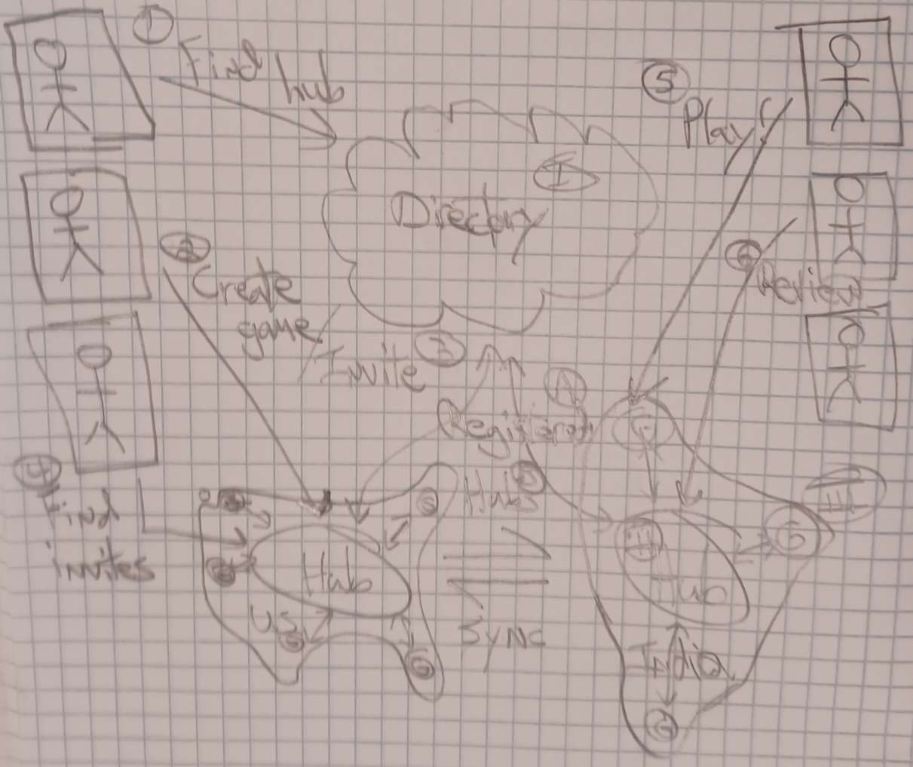 ①
Find hub
⑤
Play!
I
Directory
②
Create
game/
Invite
③
⑥
Review
A
Register
Hubs
④
Find
invites
G
II
G
III
Hub
Hub
US
Sync
India
G
G